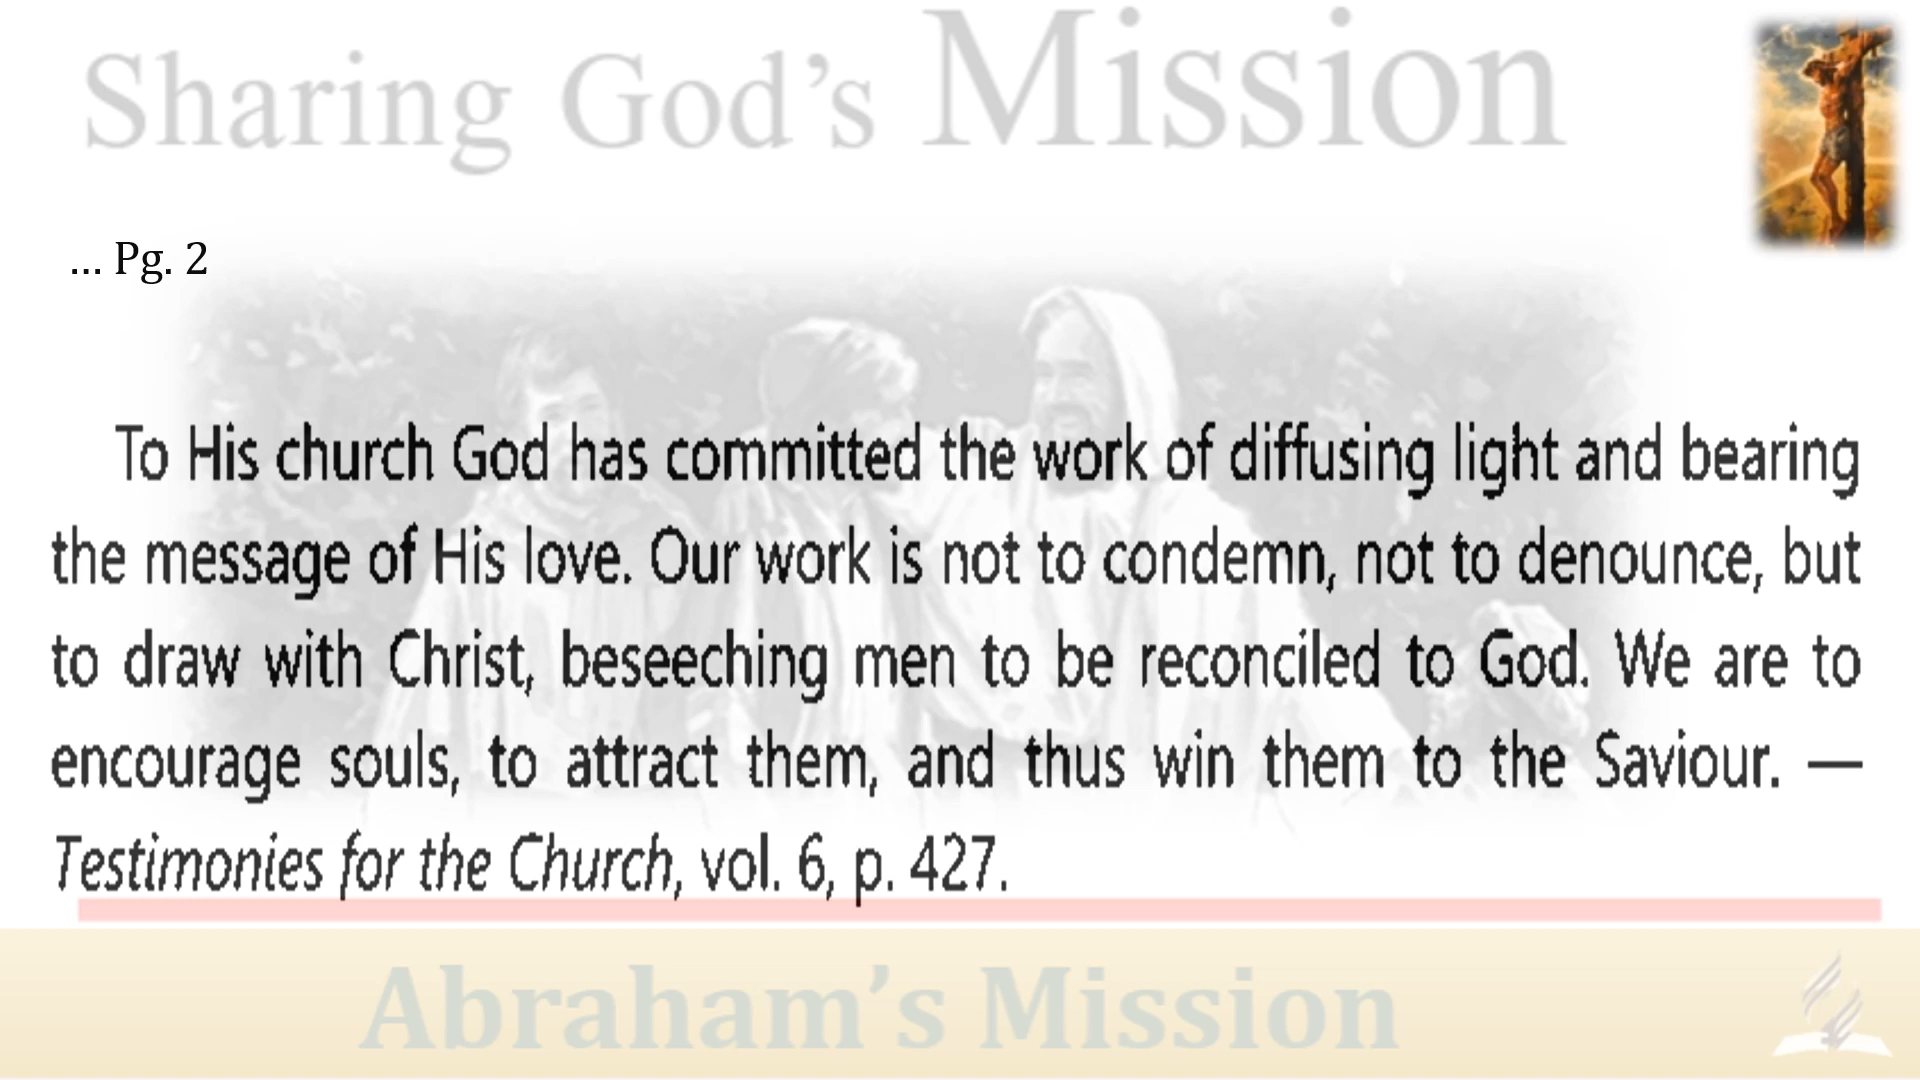 Sharing God’s Mission
... Pg. 2
To His church God has committed the work of diffusing light and bearing
the message of His love. Our work is not to condemn, not to denounce, but
to draw with Christ, beseeching men to be reconciled to God. We are to
encourage souls, to attract them, and thus win them to the Saviour. —
Testimonies for the Church, vol. 6, p. 427.
Abraham’s Mission